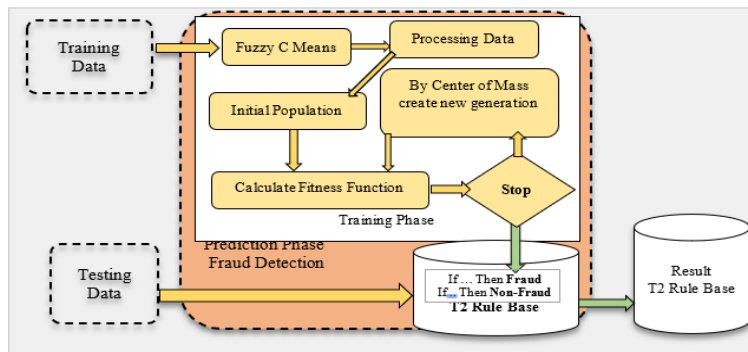 Training
Data
Fuzzy C Means
Processing Data
By Center of Mass
create new generation
Initial Population
Calculate Fitness Function
Stop
Training Phase
Prediction Phase
Fraud Detection
Testing
Data
If ... Then Fraud
If... Then Non-Fraud
T2 Rule Base
Result
T2 Rule Base